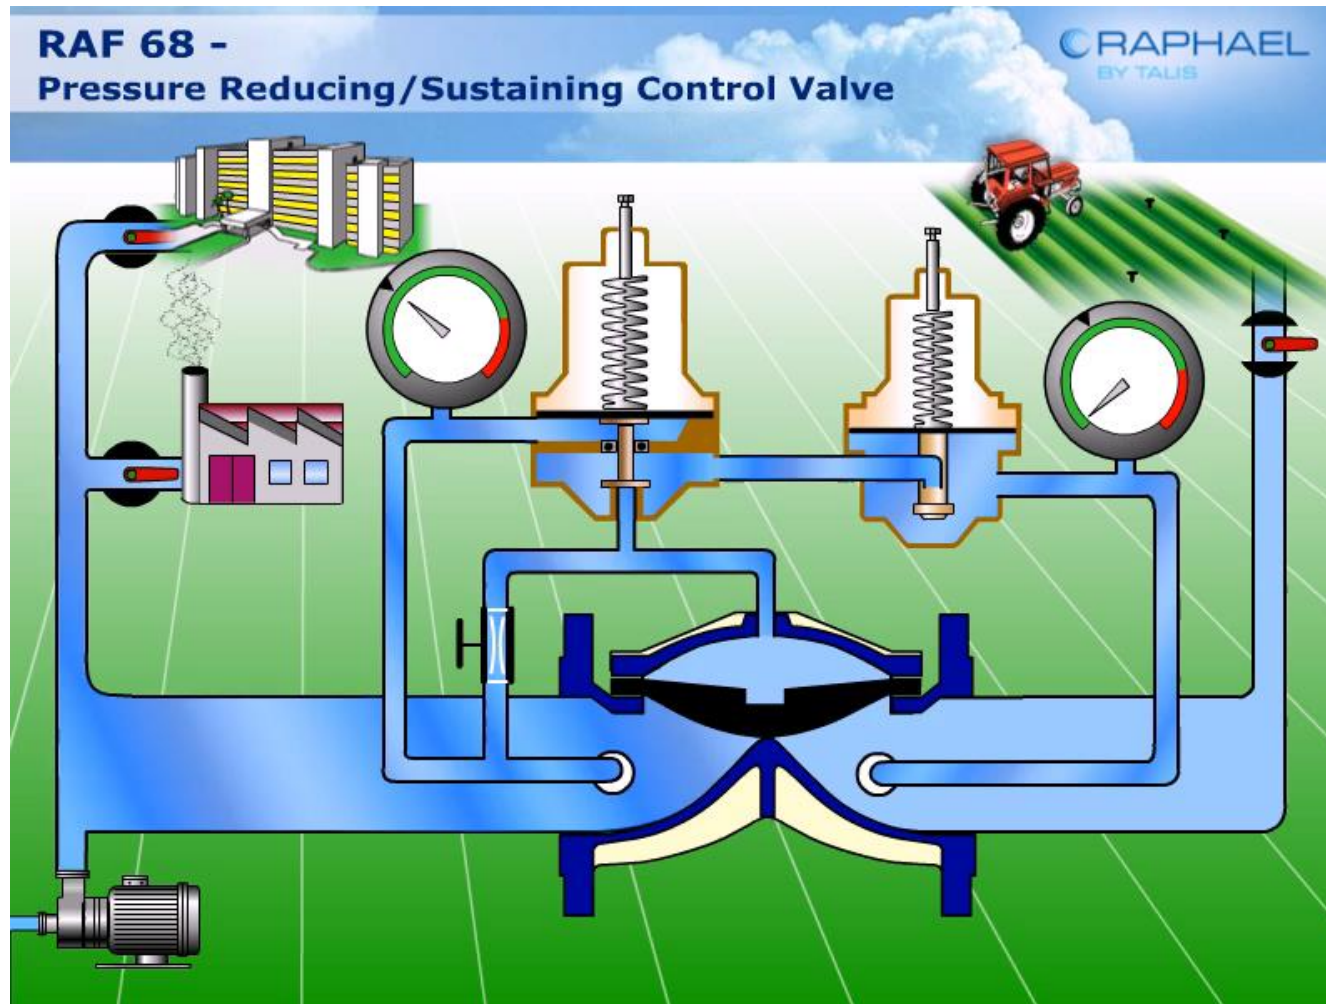 RAF 68 -
Pressure Reducing/Sustaining Control Valve
RAPHAEL
BY TALIS